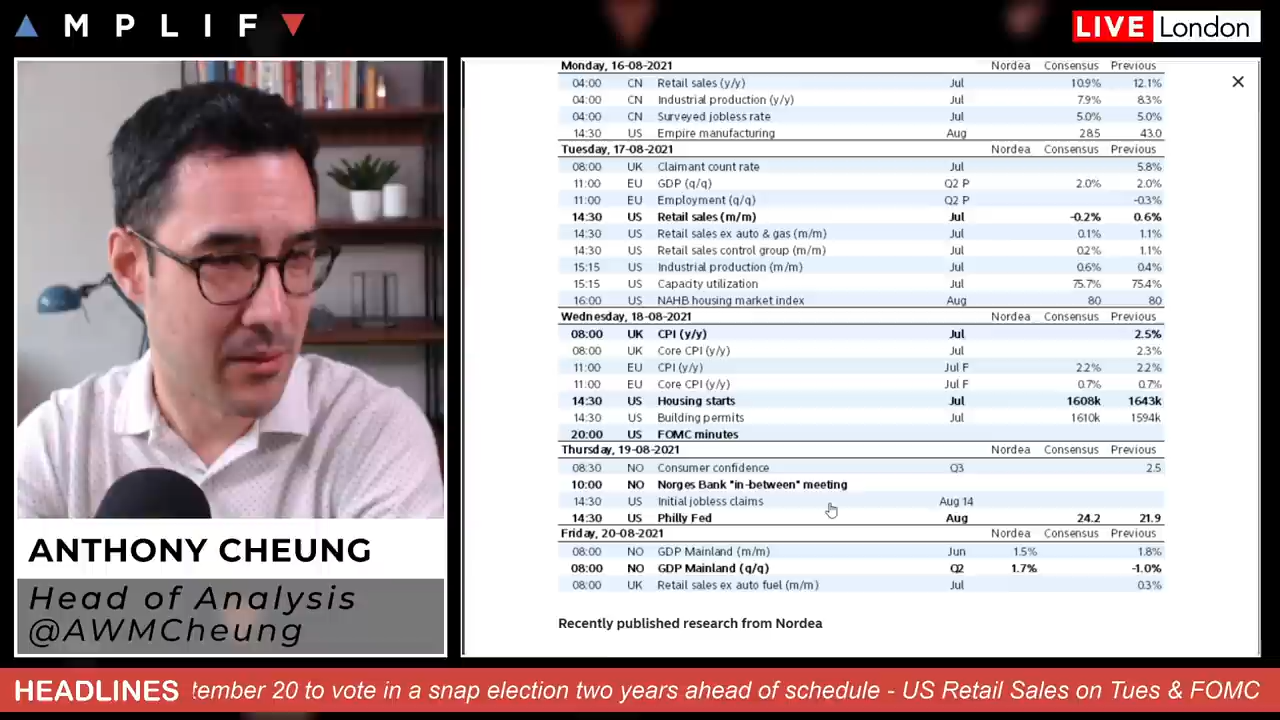 AMPLIFY
LIVE London
Monday, 16-08-2021 Nordea Consensus Previous
04:00 CN Retail sales (y/y) Jul 10.9% 12.1%
04:00 CN Industrial production (y/y) Jul 7.9% 8.3%
04:00 CN Surveyed jobless rate Jul 5.0% 5.0%
14:30 US Empire manufacturing Aug 28.5 43.0
Tuesday, 17-08-2021 Nordea Consensus Previous
08:00 UK Claimant count rate Jul 5.8%
11:00 EU GDP (q/q) Q2 P 2.0% 2.0%
11:00 EU Employment (q/q) Q2 P -0.3%
14:30 US Retail sales (m/m) Jul -0.2% 0.6%
14:30 US Retail sales ex auto & gas (m/m) Jul 0.1% 1.1%
14:30 US Retail sales control group (m/m) Jul 0.2% 1.1%
15:15 US Industrial production (m/m) Jul 0.6% 0.4%
15:15 US Capacity utilization Jul 75.7% 75.4%
16:00 US NAHB housing market index Aug 80 80
Wednesday, 18-08-2021 Nordea Consensus Previous
08:00 UK CPI (y/y) Jul 2.5%
08:00 UK Core CPI (y/y) Jul 2.3%
11:00 EU CPI (y/y) Jul F 2.2% 2.2%
11:00 EU Core CPI (y/y) Jul F 0.7% 0.7%
14:30 US Housing starts Jul 1608k 1643k
14:30 US Building permits Jul 1610k 1594k
20:00 US FOMC minutes
Thursday, 19-08-2021 Nordea Consensus Previous
08:30 NO Consumer confidence Q3 2.5
10:00 NO Norges Bank "in-between" meeting
14:30 US Initial jobless claims Aug 14
14:30 US Philly Fed Aug 24.2 21.9
Friday, 20-08-2021 Nordea Consensus Previous
08:00 NO GDP Mainland (m/m) Jun 1.5% 1.8%
08:00 NO GDP Mainland (q/q) Q2 1.7% -1.0%
08:00 UK Retail sales ex auto fuel (m/m) Jul 0.3%
Recently published research from Nordea
ANTHONY CHEUNG
Head of Analysis
@AWMCheung
HEADLINES tember 20 to vote in a snap election two years ahead of schedule - US Retail Sales on Tues & FOMC